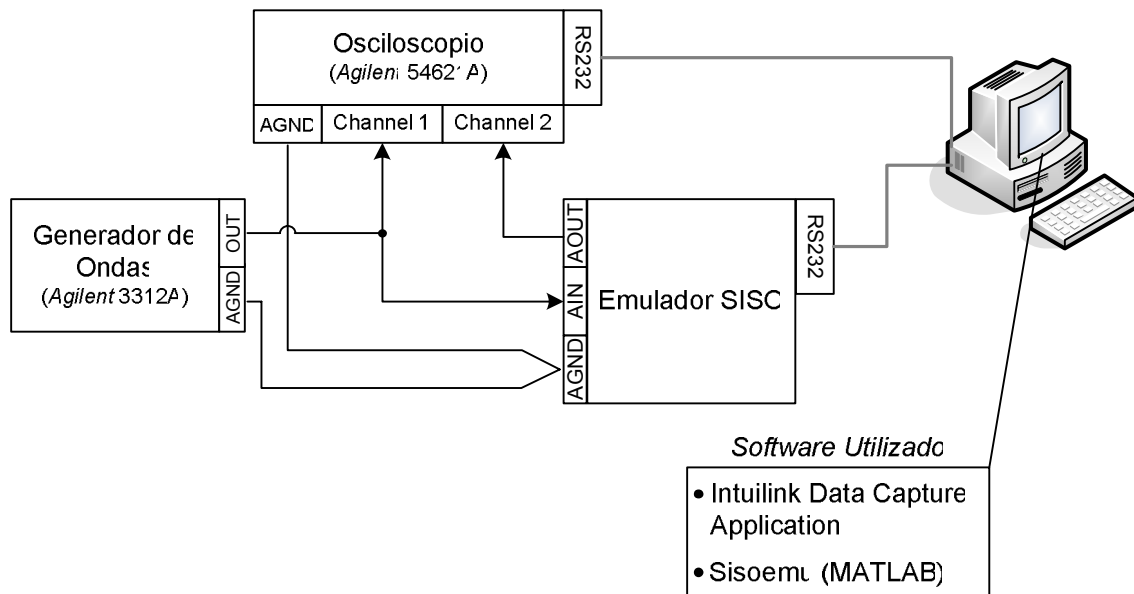 Osciloscopio
(Agilent 54621A)
RS232
AGND
Channel 1
Channel 2
Generador de
Ondas
(Agilent 3312A)
OUT
AGND
AOUT
AIN
AGND
Emulador SISO
RS232
Software Utilizado
• Intuilink Data Capture
Application
• Sisoemu (MATLAB)